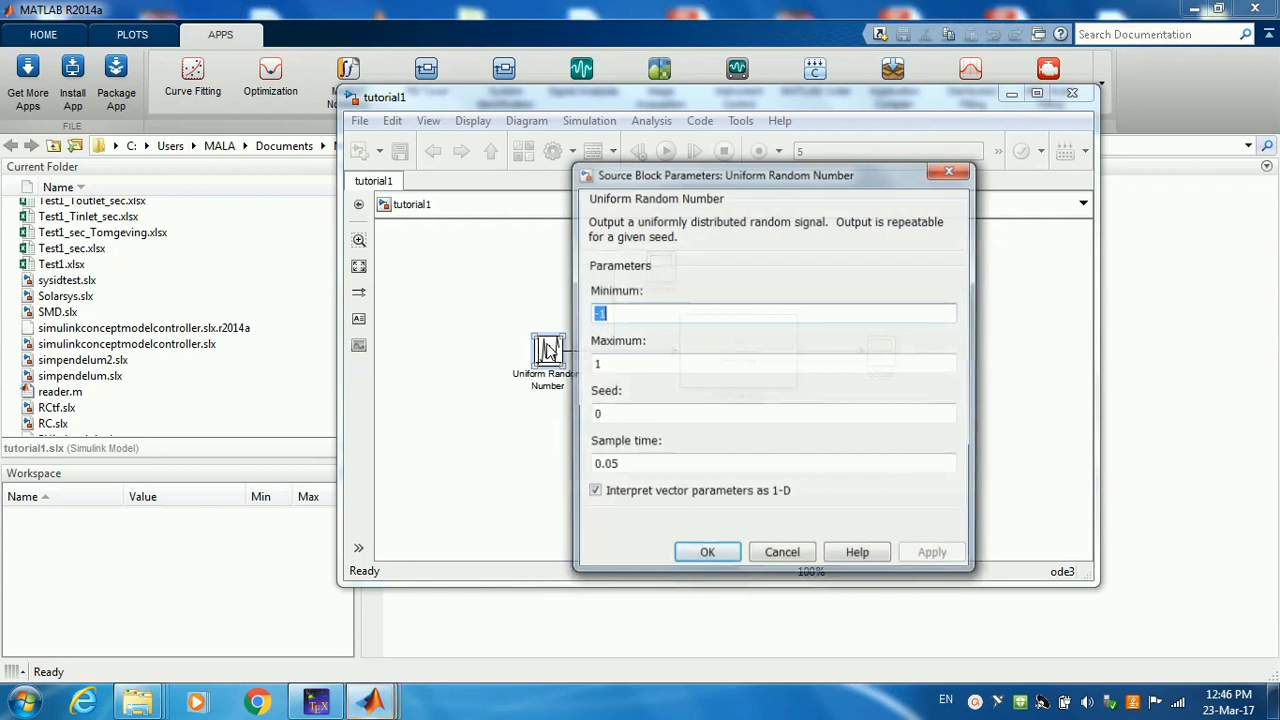 MATLAB R2014a
HOME
PLOTS
APPS
Search Documentation
Get More Apps
Install App
Package App
Curve Fitting
Optimization
FILE
C: Users MALA Documents
Current Folder
Name
Test1_Toutlet_sec.xlsx
Test1_Tinlet_sec.xlsx
Test1_sec_Tomgeving.xlsx
Test1_sec.xlsx
Test1.xlsx
sysidtest.slx
Solarsys.slx
SMD.slx
simulinkconceptmodelcontroller.slx.r2014a
simulinkconceptmodelcontroller.slx
simpendelum2.slx
simpendelum.slx
reader.m
RCtf.slx
RC.slx
tutorial1.slx (Simulink Model)
Workspace
Name Value Min Max
Ready
tutorial1
File Edit View Display Diagram Simulation Analysis Code Tools Help
5
tutorial1
tutorial1
Uniform Random
Number
Ready
100%
ode3
Source Block Parameters: Uniform Random Number
Uniform Random Number
Output a uniformly distributed random signal. Output is repeatable
for a given seed.
Parameters
Minimum:
-1
Maximum:
1
Seed:
0
Sample time:
0.05
Interpret vector parameters as 1-D
OK Cancel Help Apply
EN
12:46 PM
23-Mar-17